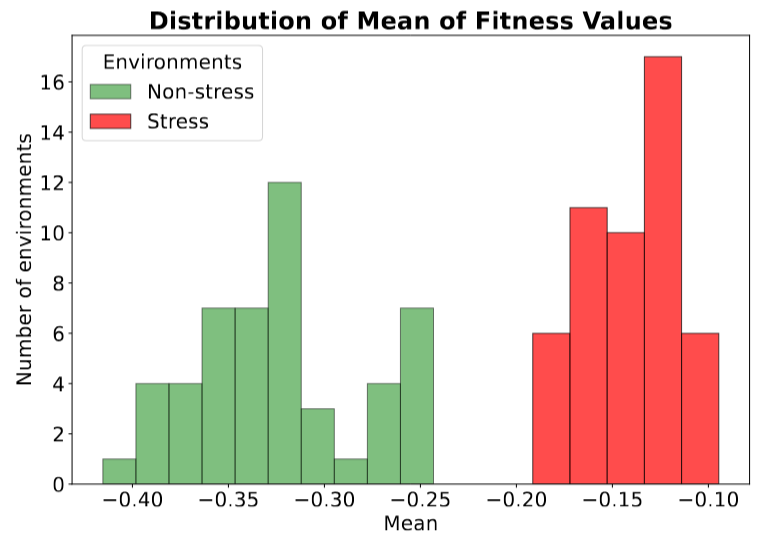 Distribution of Mean of Fitness Values
Environments
Non-stress
Stress
Number of environments
16
14
12
10
8
6
4
2
0
−0.40 −0.35 −0.30 −0.25 −0.20 −0.15 −0.10
Mean